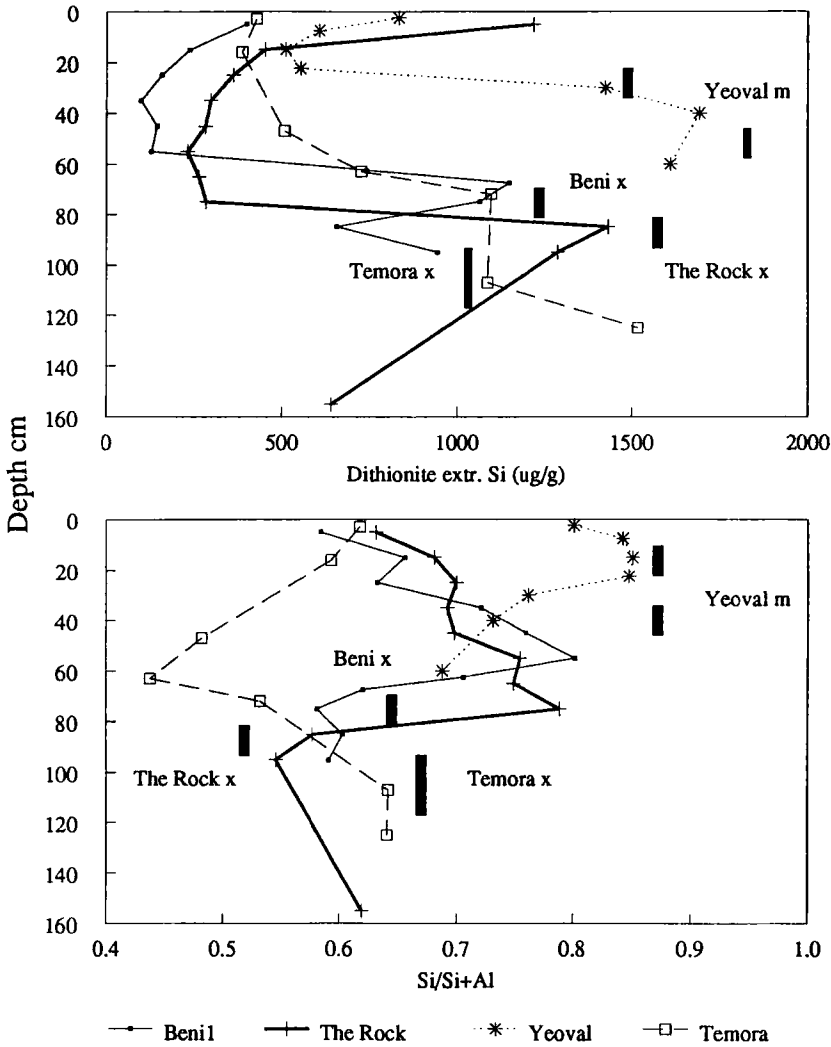 0
20
40
60
80
100
120
140
160
Yeoval m
Beni x
Temora x
The Rock x
0
500
1000
1500
2000
Dithionite extr. Si (ug/g)
Depth cm
0
20
40
60
80
100
120
140
160
Yeoval m
Beni x
The Rock x
Temora x
0.4
0.5
0.6
0.7
0.8
0.9
1.0
Si/Si+Al
Beni1
The Rock
Yeoval
Temora